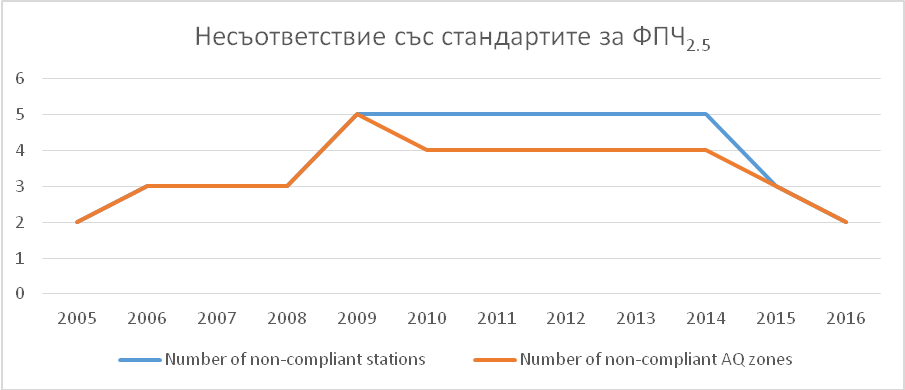 Несъответствие със стандартите за ФПЧ2.5
6
5
4
3
2
1
0
2005 2006 2007 2008 2009 2010 2011 2012 2013 2014 2015 2016
Number of non-compliant stations Number of non-compliant AQ zones